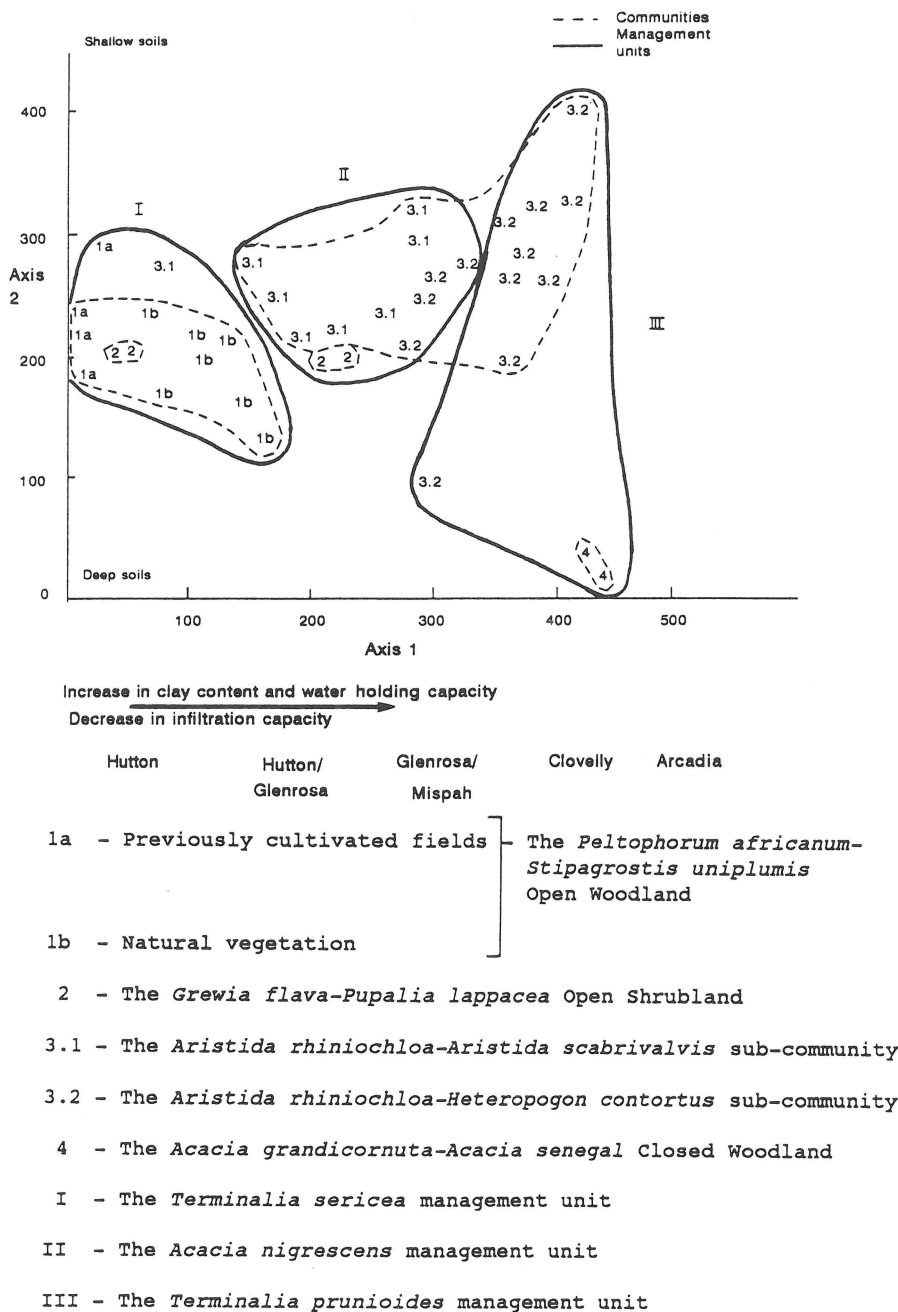 Communities
Management
units
Shallow soils
400
3.2
II
I
3.2 3.2
3.1
3.2
300
1a
3.1
Axis
3.1
3.1
3.2
3.2
3.2
3.2 3.2
2
3.1
3.2
III
1a
1b
3.1
1a
1b 1b
3.1
3.1
3.2
200
2 2
1b
2 2
3.2
1a
1b
1b
1b
100
3.2
4
4
Deep soils
0
100 200 300 400 500
Axis 1
Increase in clay content and water holding capacity
Decrease in infiltration capacity
Hutton Hutton/ Glenrosa/ Clovelly Arcadia
Glenrosa Mispah
1a - Previously cultivated fields - The Peltophorum africanum-
Stipagrostis uniplumis
Open Woodland
1b - Natural vegetation
2 - The Grewia flava-Pupalia lappacea Open Shrubland
3.1 - The Aristida rhiniochloa-Aristida scabrivalvis sub-community
3.2 - The Aristida rhiniochloa-Heteropogon contortus sub-community
4 - The Acacia grandicornuta-Acacia senegal Closed Woodland
I - The Terminalia sericea management unit
II - The Acacia nigrescens management unit
III - The Terminalia prunioides management unit